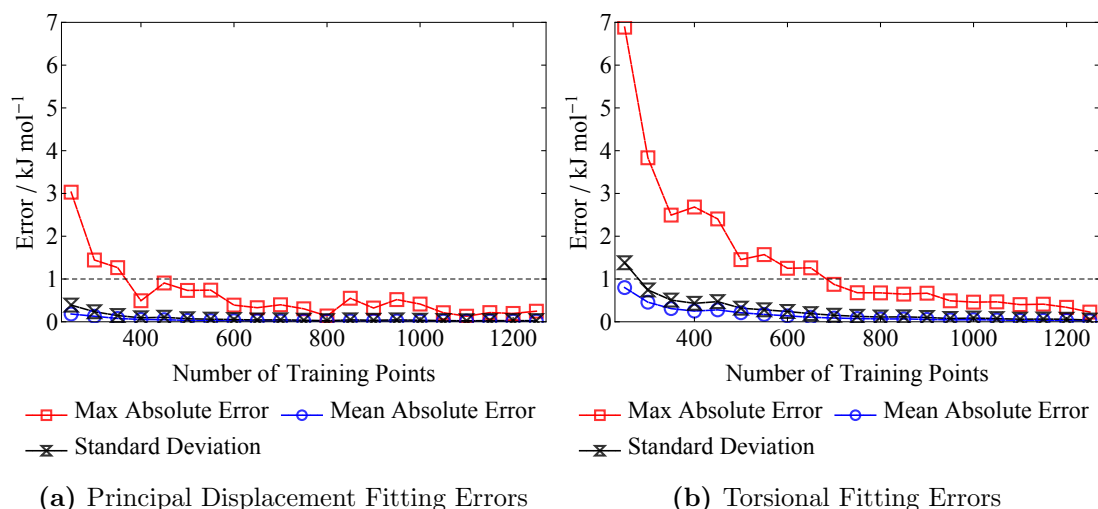 7
6
5
4
3
2
1
0
Error / kJ mol⁻¹
400 600 800 1000 1200
Number of Training Points
Max Absolute Error Mean Absolute Error
Standard Deviation
(a) Principal Displacement Fitting Errors
7
6
5
4
3
2
1
0
Error / kJ mol⁻¹
400 600 800 1000 1200
Number of Training Points
Max Absolute Error Mean Absolute Error
Standard Deviation
(b) Torsional Fitting Errors